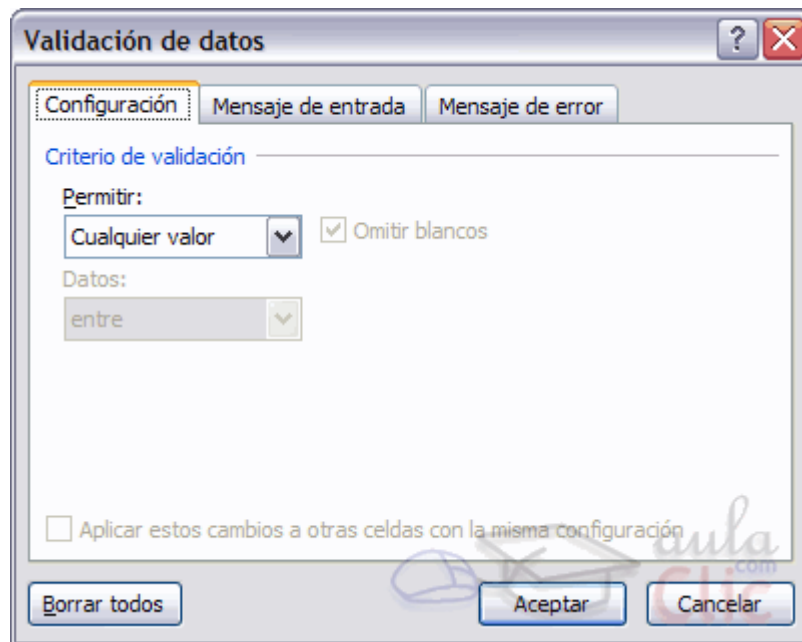 Validación de datos
Configuración Mensaje de entrada Mensaje de error
Criterio de validación
Permitir:
Cualquier valor Omitir blancos
Datos:
entre
Aplicar estos cambios a otras celdas con la misma configuración
aula
.com
Clic
Borrar todos Aceptar Cancelar